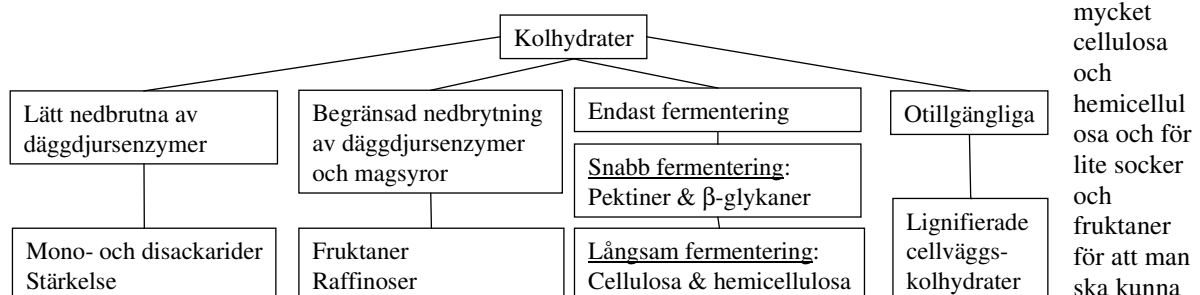 Kolhydrater
Lätt nedbrutna av
däggdjursenzymer
Mono- och disackarider
Stärkelse
Begränsad nedbrytning
av däggdjursenzymer
och magsyror
Fruktaner
Raffinoser
Endast fermentering
Snabb fermentering:
Pektiner & β-glykaner
Långsam fermentering:
Cellulosa & hemicellulosa
Otillgängliga
Lignifierade
cellväggs-
kolhydrater
mycket
cellulosa
och
hemicellul
osa och för
lite socker
och
fruktaner
för att man
ska kunna